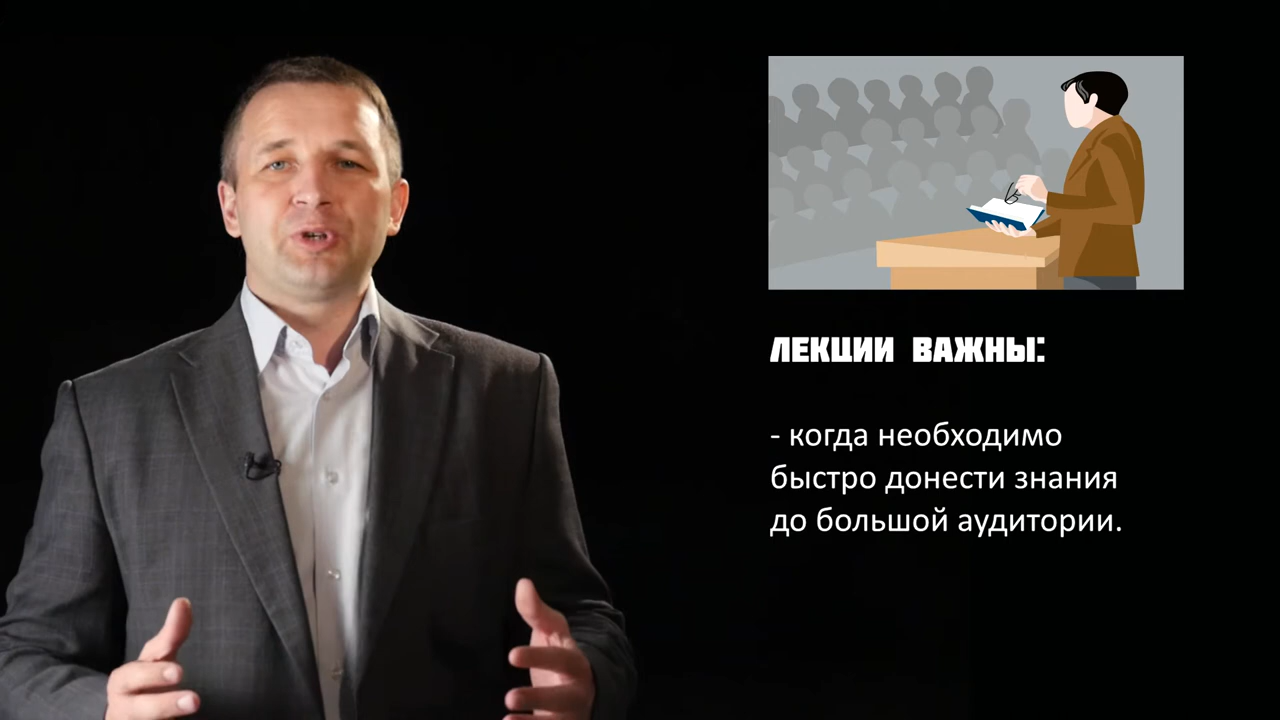 ЛЕКЦИИ ВАЖНЫ:
- когда необходимо
быстро донести знания
до большой аудитории.